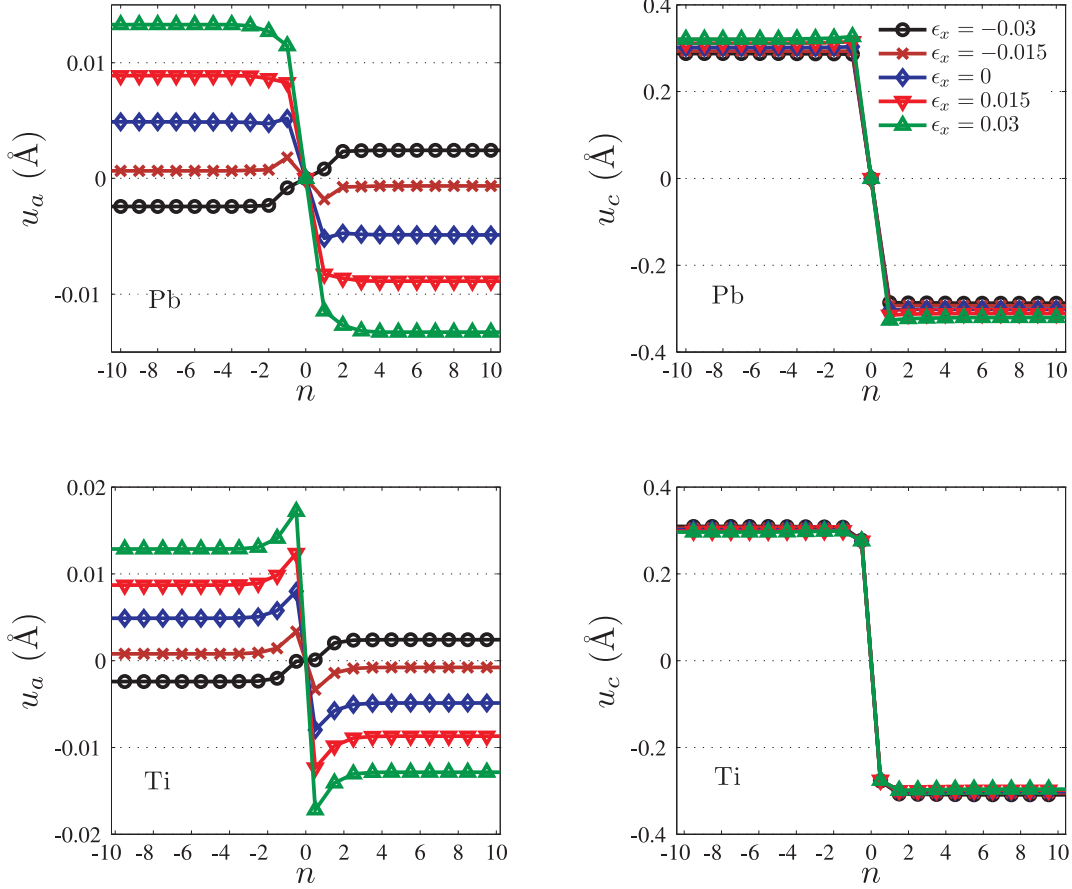 0.01
0
-0.01
u_a (Å)
Pb
-10 -8 -6 -4 -2 0 2 4 6 8 10
n
0.4
0.2
0
-0.2
-0.4
u_c (Å)
ϵ_x = −0.03
ϵ_x = −0.015
ϵ_x = 0
ϵ_x = 0.015
ϵ_x = 0.03
Pb
-10 -8 -6 -4 -2 0 2 4 6 8 10
n
0.02
0.01
0
-0.01
-0.02
u_a (Å)
Ti
-10 -8 -6 -4 -2 0 2 4 6 8 10
n
0.4
0.2
0
-0.2
-0.4
u_c (Å)
Ti
-10 -8 -6 -4 -2 0 2 4 6 8 10
n